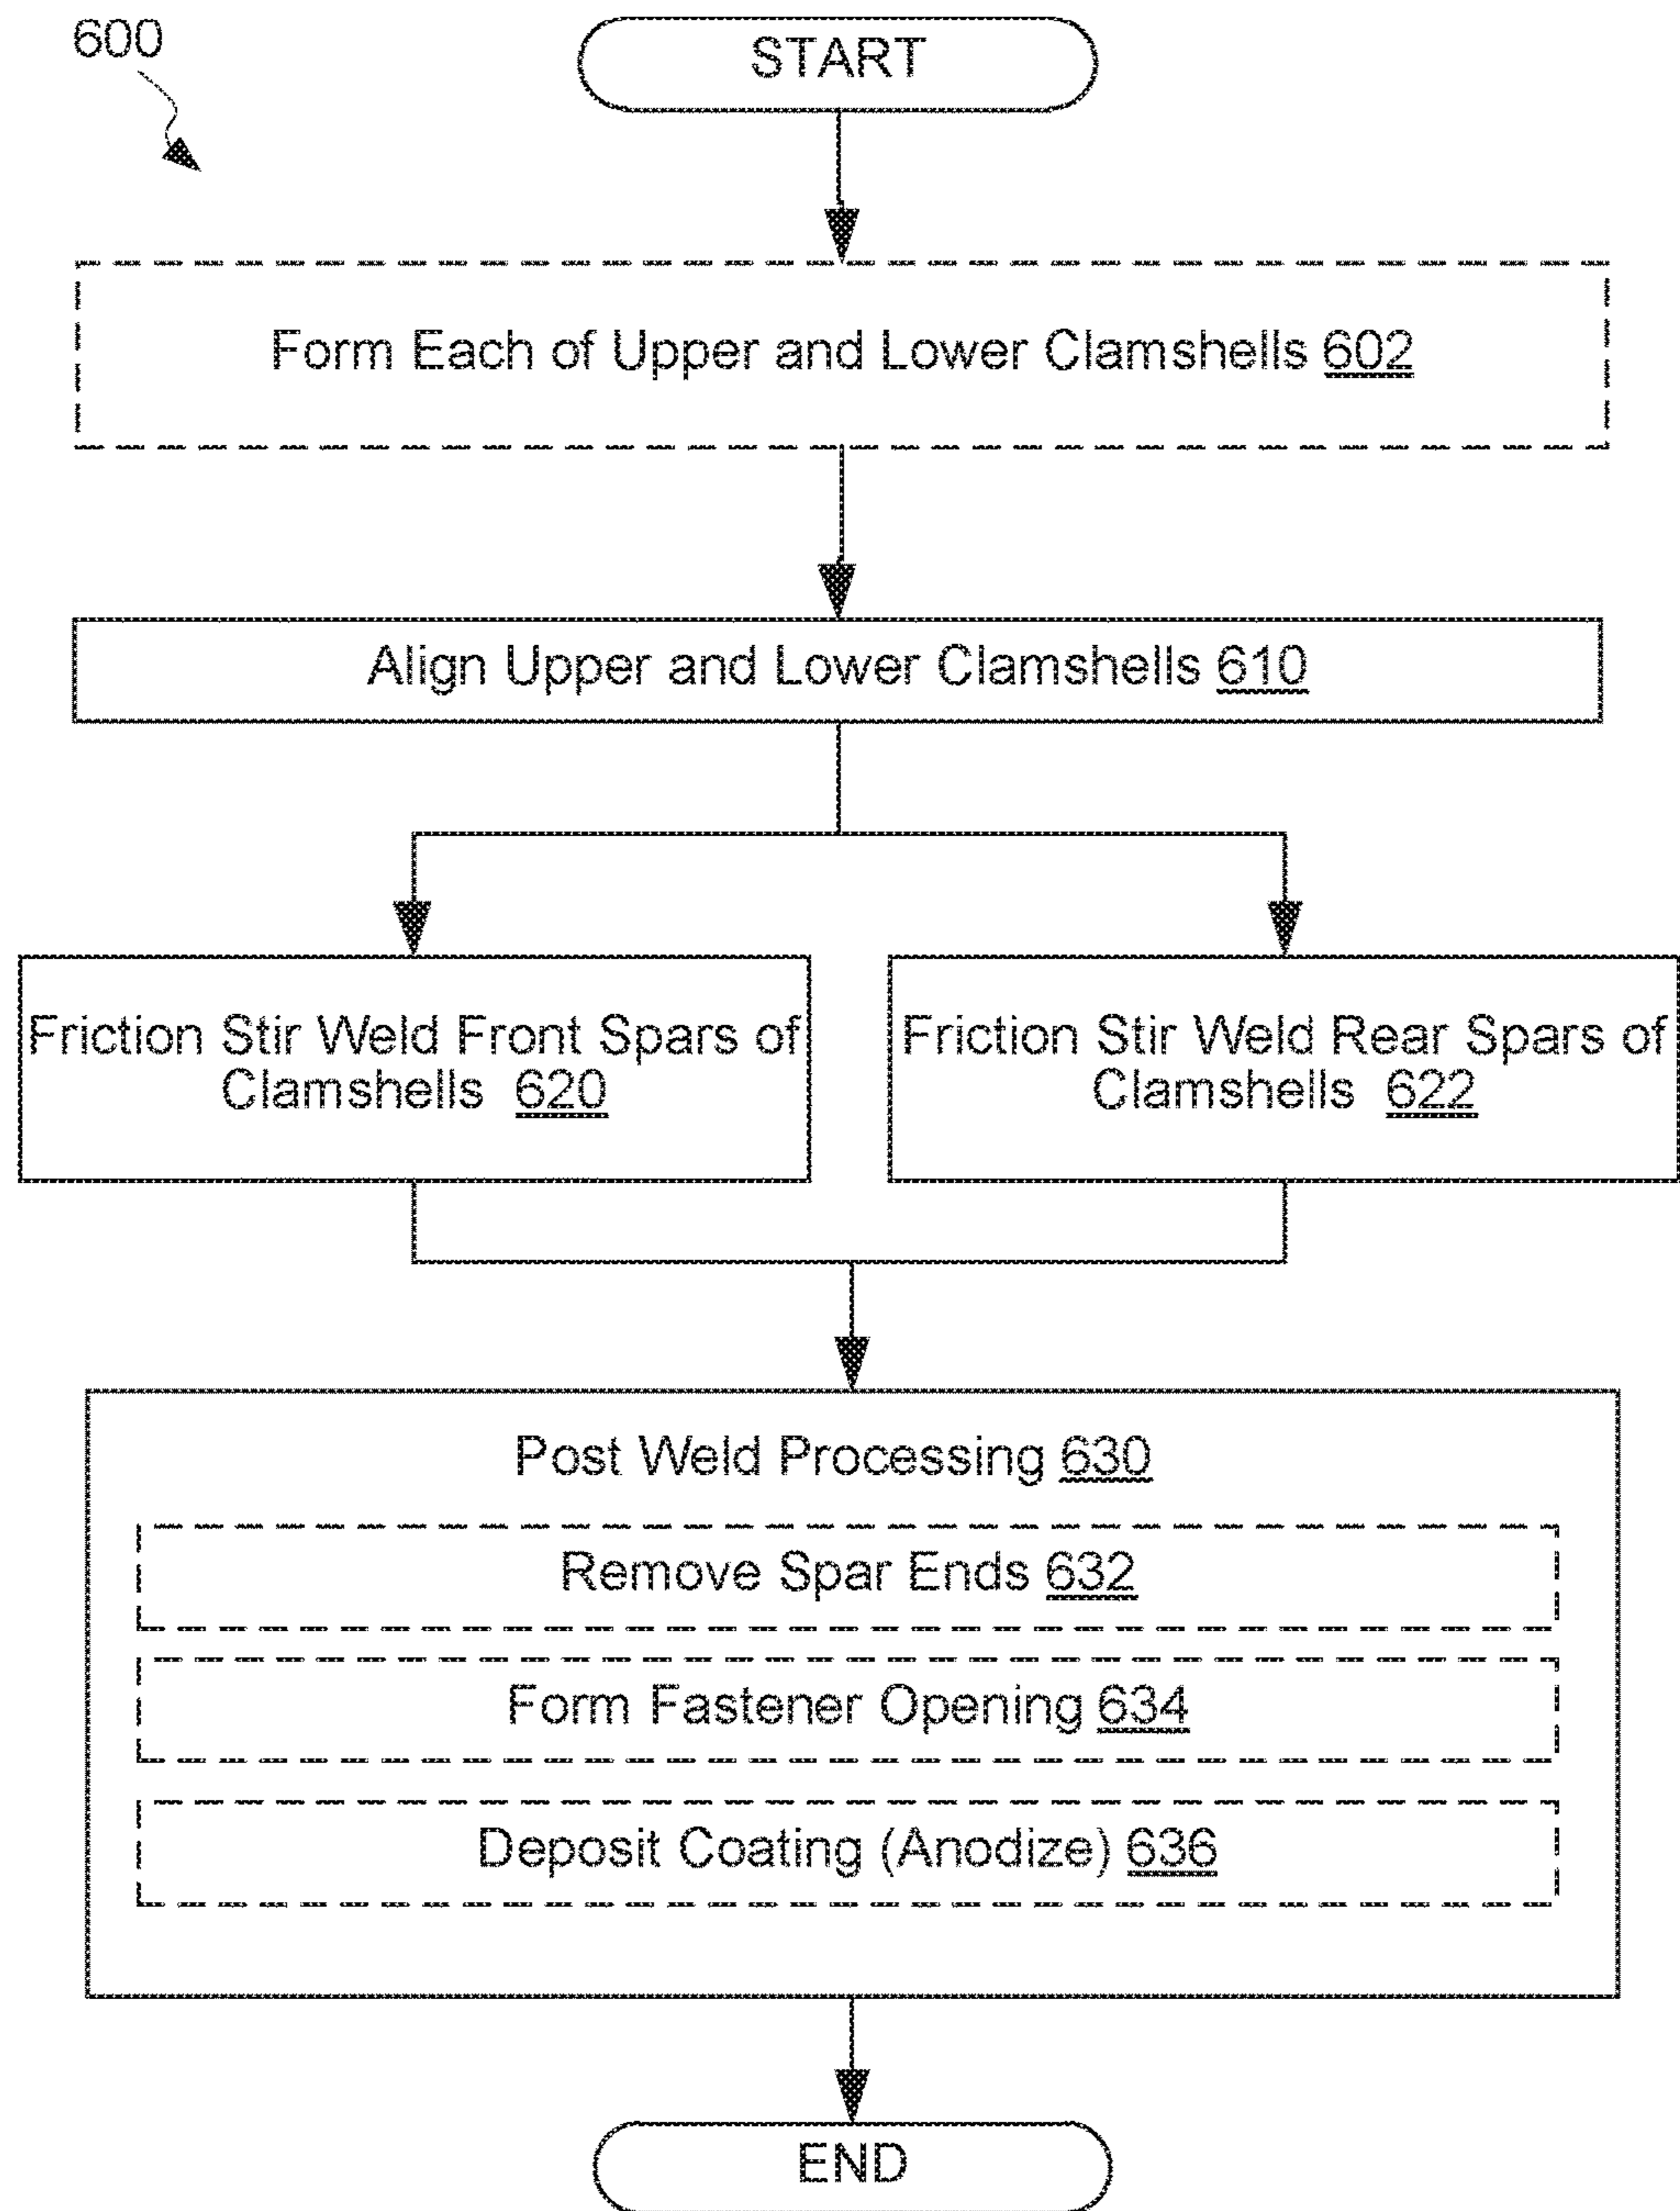 600
START
Form Each of Upper and Lower Clamshells 602
Align Upper and Lower Clamshells 610
Friction Stir Weld Front Spars of
Clamshells 620
Friction Stir Weld Rear Spars of
Clamshells 622
Post Weld Processing 630
Remove Spar Ends 632
Form Fastener Opening 634
Deposit Coating (Anodize) 636
END